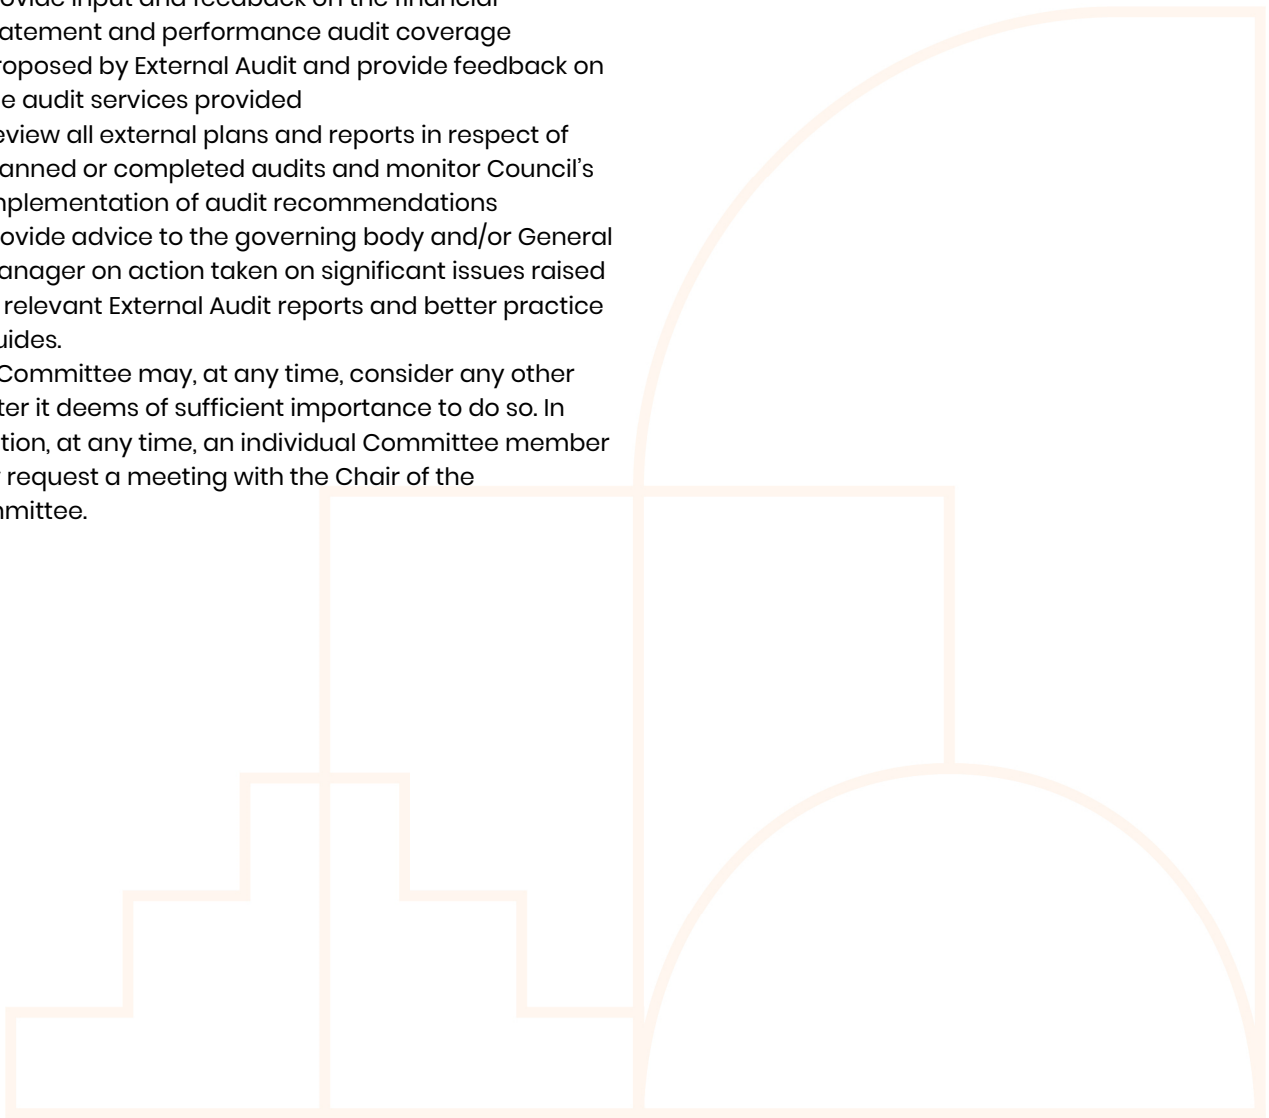 ovide input and feedback on the financial
atement and performance audit coverage
roposed by External Audit and provide feedback on
e audit services provided
eview all external plans and reports in respect of
anned or completed audits and monitor Council’s
nplementation of audit recommendations
ovide advice to the governing body and/or General
anager on action taken on significant issues raised
relevant External Audit reports and better practice
uides.
Committee may, at any time, consider any other
ter it deems of sufficient importance to do so. In
tion, at any time, an individual Committee member
request a meeting with the Chair of the
mittee.